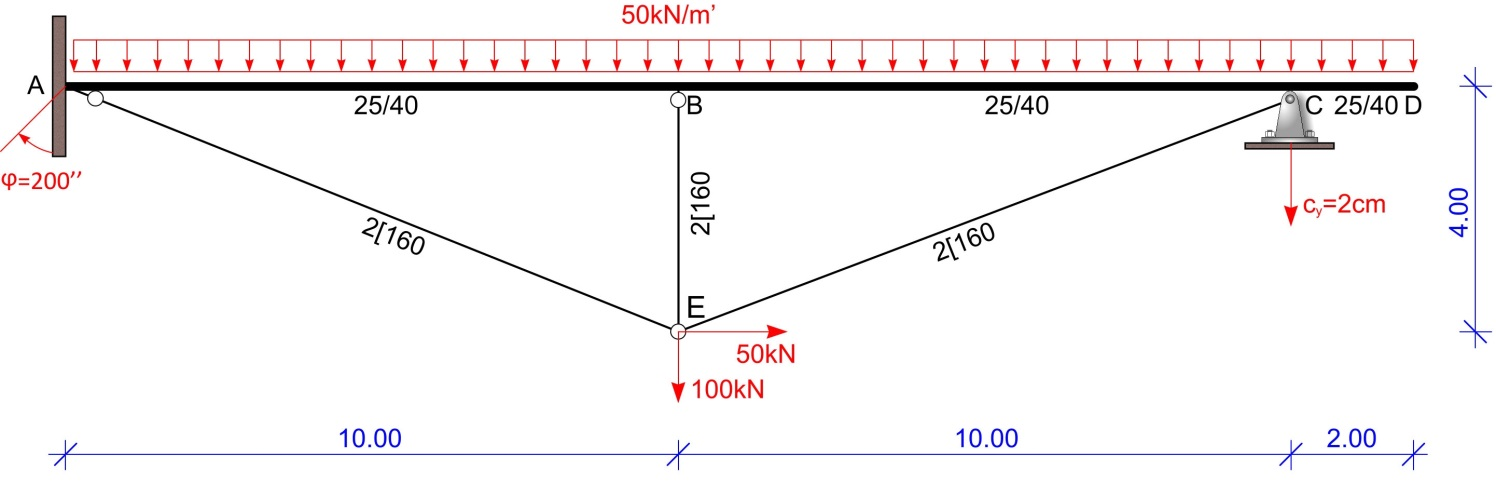 50kN/m’
A
25/40
B
25/40
C
25/40
D
φ=200’’
2[160
2[160
2[160
cᵧ=2cm
4.00
E
50kN
100kN
10.00
10.00
2.00